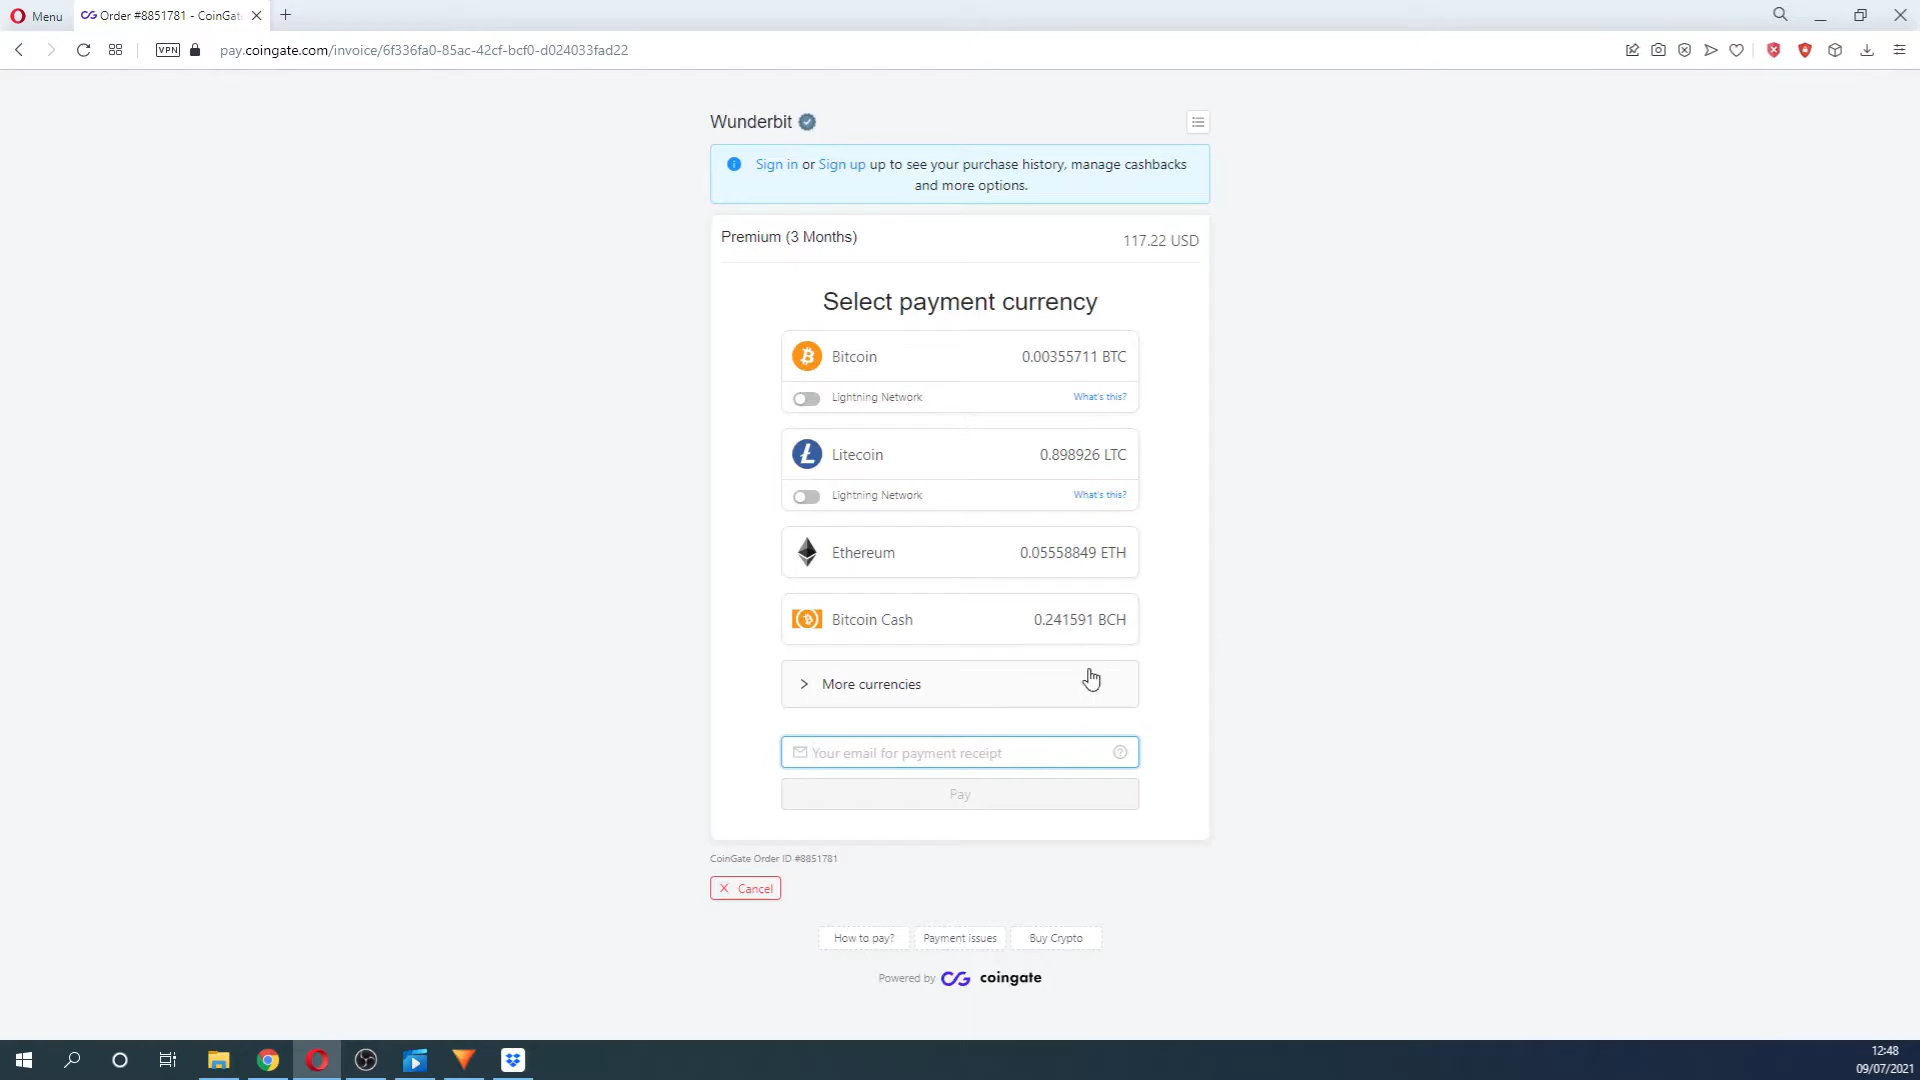 Menu
Order #8851781 - CoinGat
VPN
pay.coingate.com/invoice/6f336fa0-85ac-42cf-bcf0-d024033fad22
Wunderbit
Sign in or Sign up up to see your purchase history, manage cashbacks
and more options.
Premium (3 Months)
117.22 USD
Select payment currency
Bitcoin
0.00355711 BTC
Lightning Network
What's this?
Litecoin
0.898926 LTC
Lightning Network
What's this?
Ethereum
0.05558849 ETH
Bitcoin Cash
0.241591 BCH
More currencies
Your email for payment receipt
Pay
CoinGate Order ID #8851781
Cancel
How to pay?
Payment issues
Buy Crypto
Powered by coingate
12:48
09/07/2021